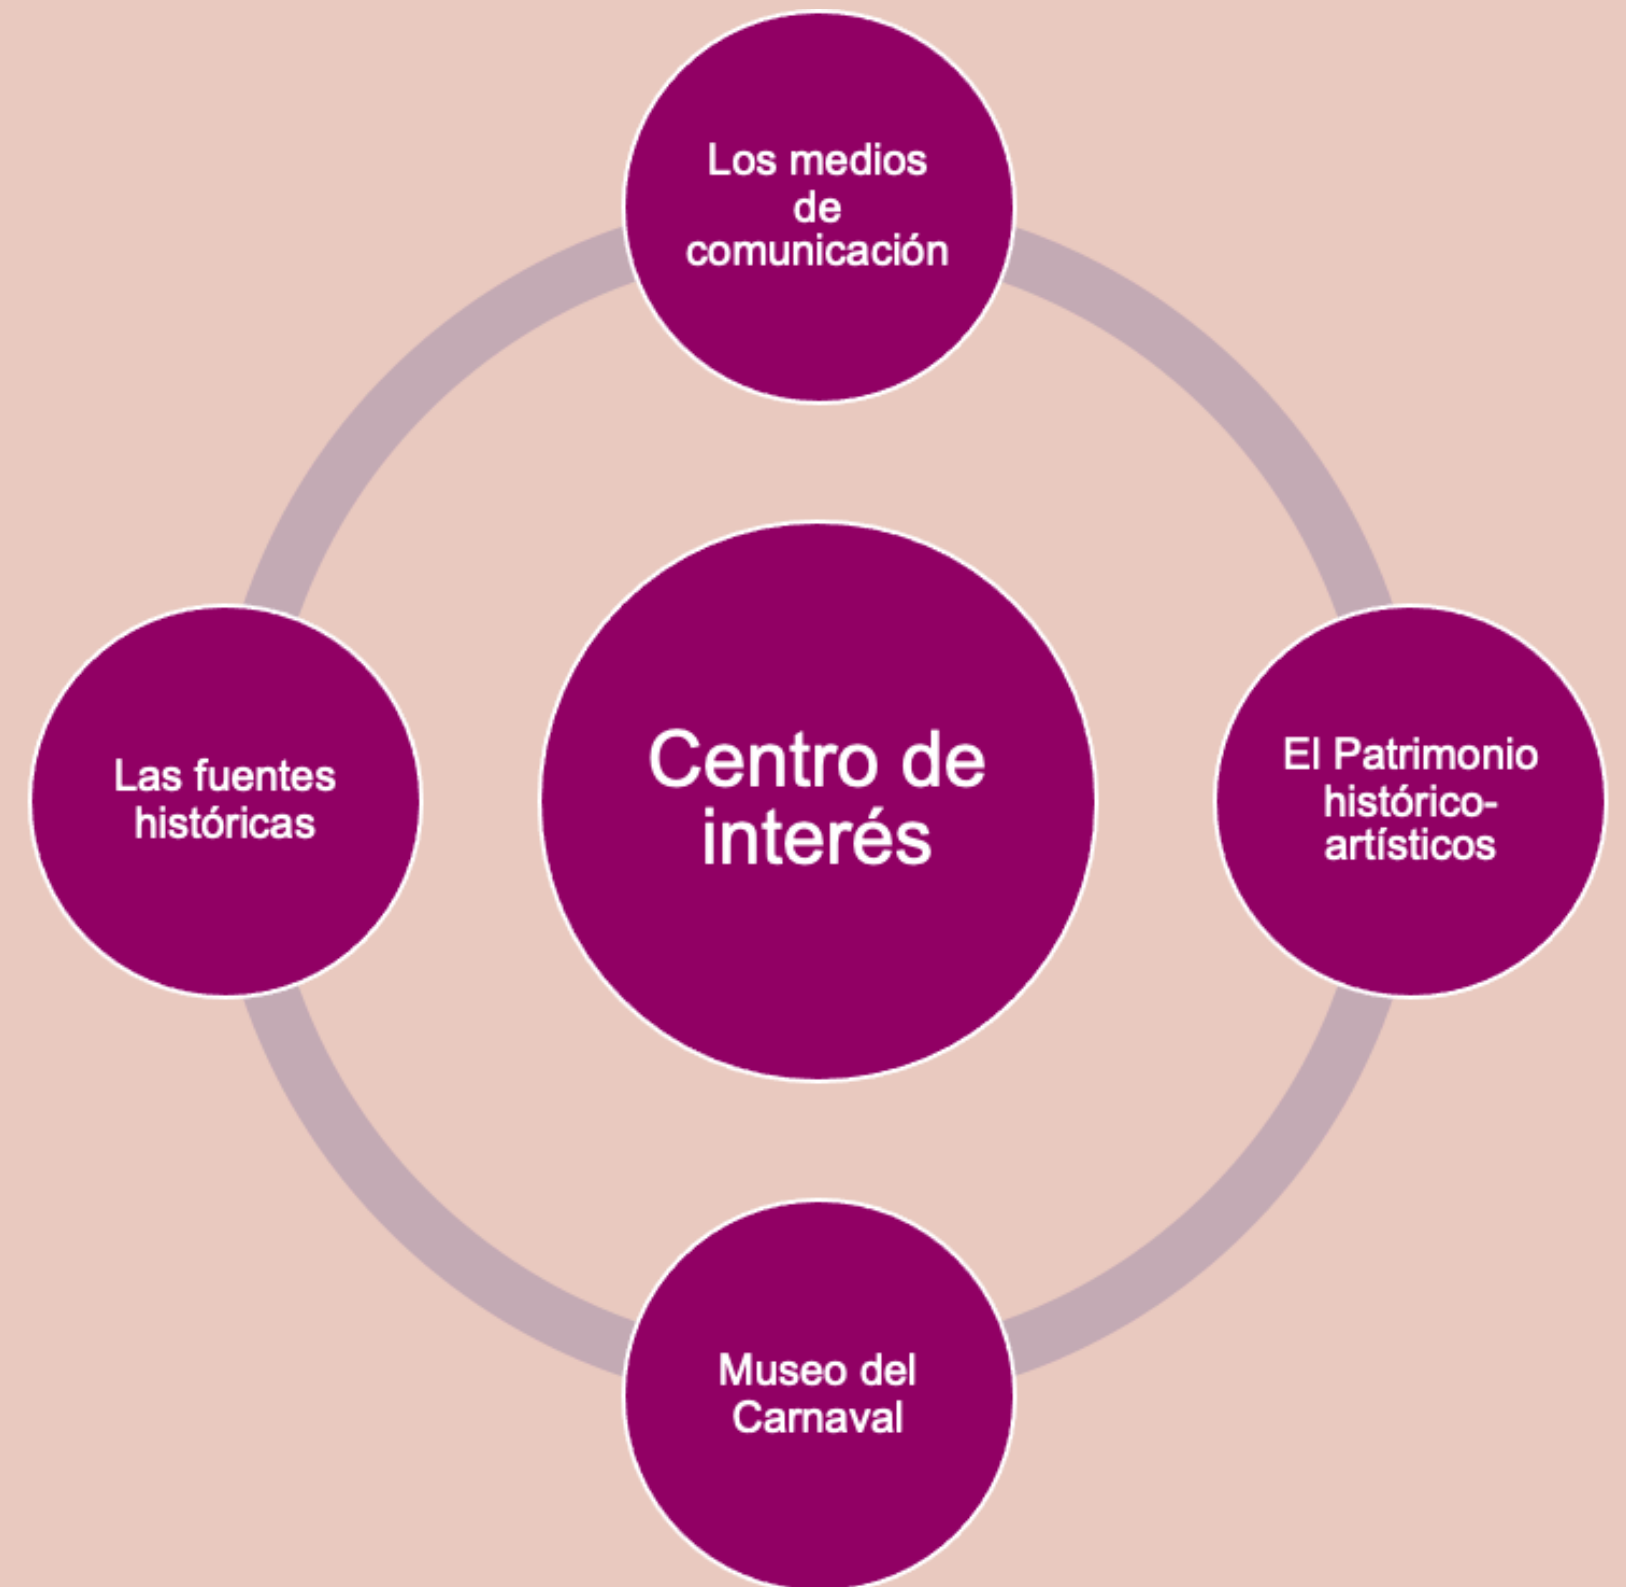 Los medios
de
comunicación
Centro de
interés
Las fuentes
históricas
El Patrimonio
histórico-
artísticos
Museo del
Carnaval